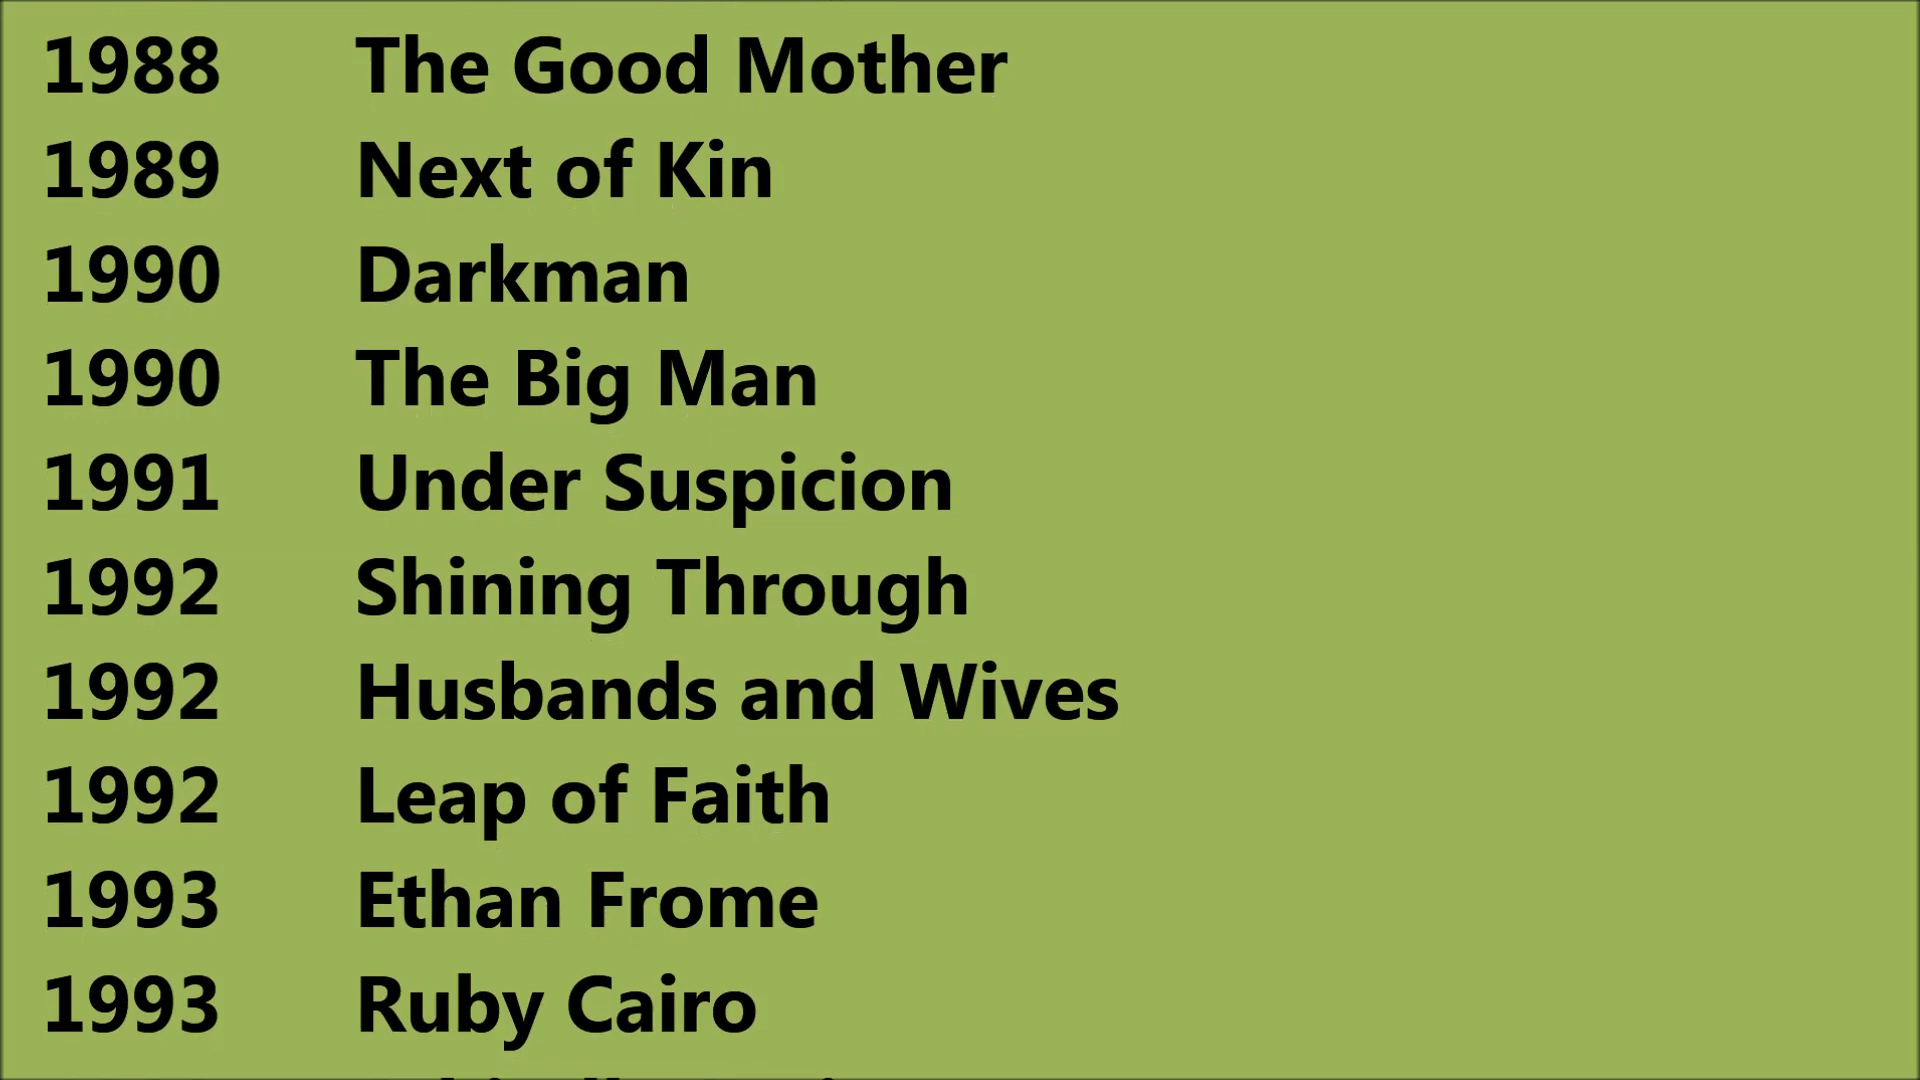 1988 The Good Mother
1989 Next of Kin
1990 Darkman
1990 The Big Man
1991 Under Suspicion
1992 Shining Through
1992 Husbands and Wives
1992 Leap of Faith
1993 Ethan Frome
1993 Ruby Cairo